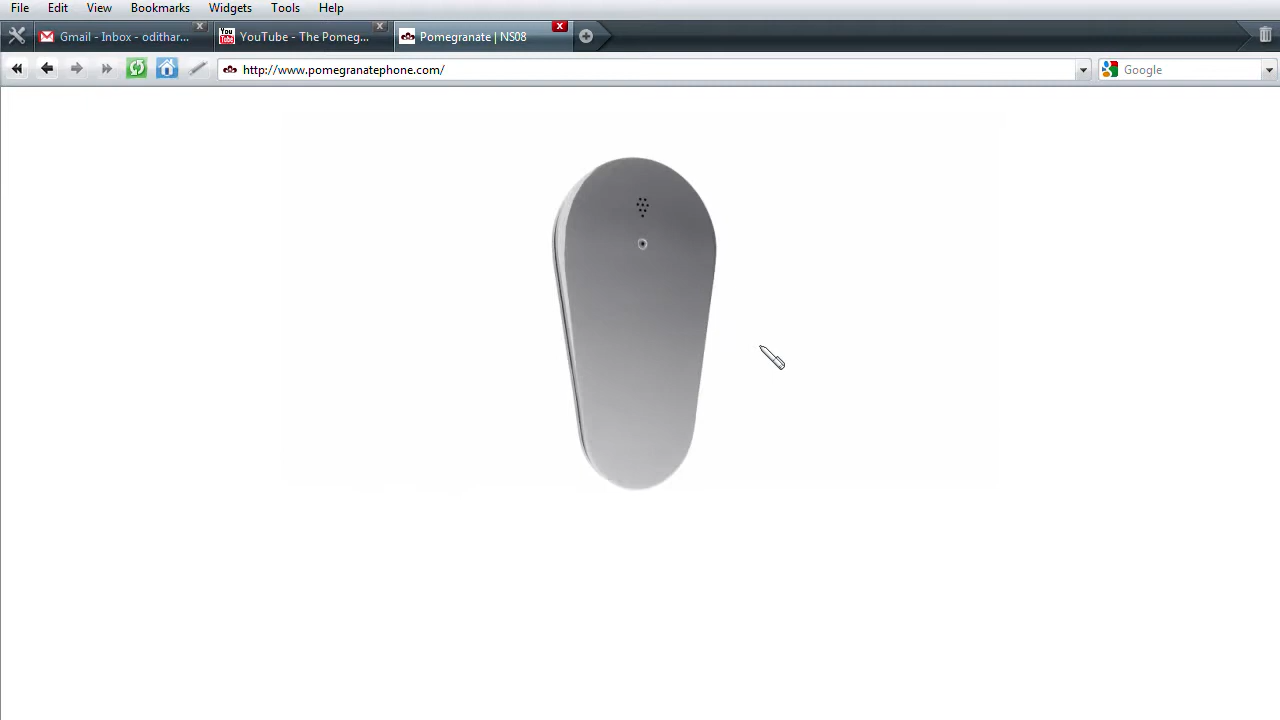 File Edit View Bookmarks Widgets Tools Help
Gmail - Inbox - odithar... YouTube - The Pomeg... Pomegranate | NS08
http://www.pomegranatephone.com/ Google